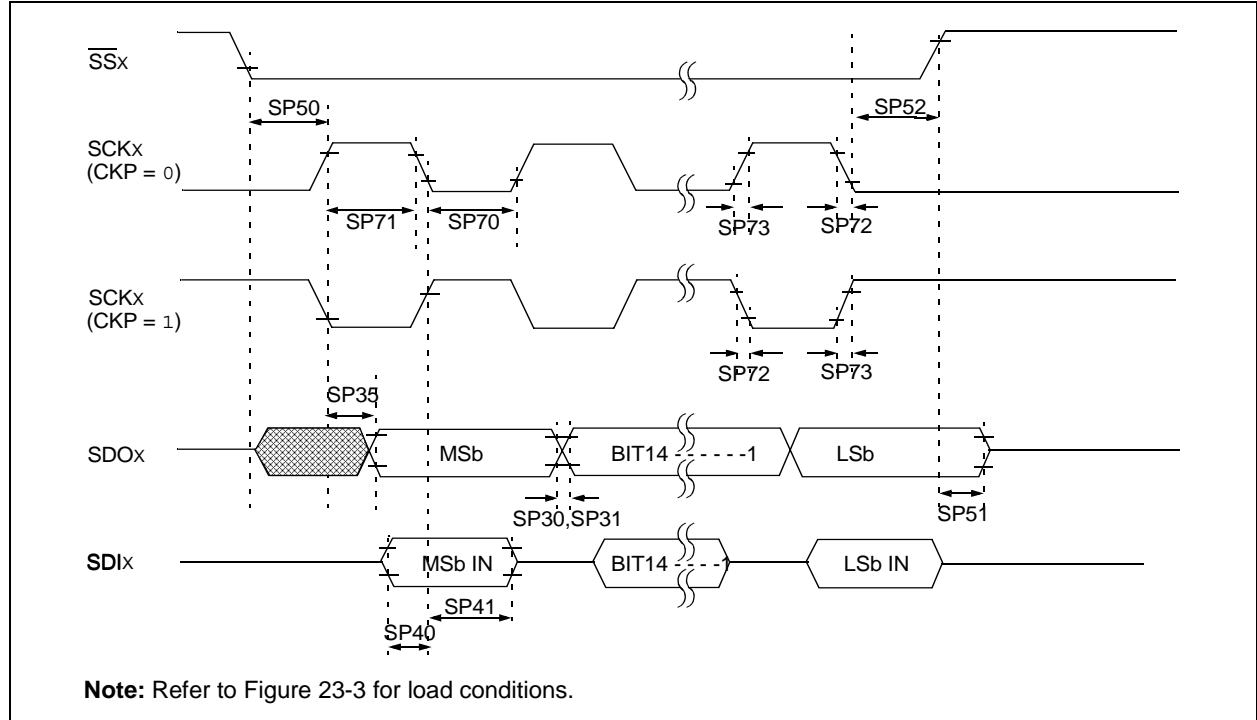 SSX
SP50
SP52
SCKX
(CKP = 0)
SP71
SP70
SP73
SP72
SCKX
(CKP = 1)
SP72
SP73
SP35
SDOX
MSb
BIT14 - - - - - -1
LSb
SP30,SP31
SP51
SDIX
MSb IN
BIT14 - - - - 1
LSb IN
SP41
SP40
Note: Refer to Figure 23-3 for load conditions.